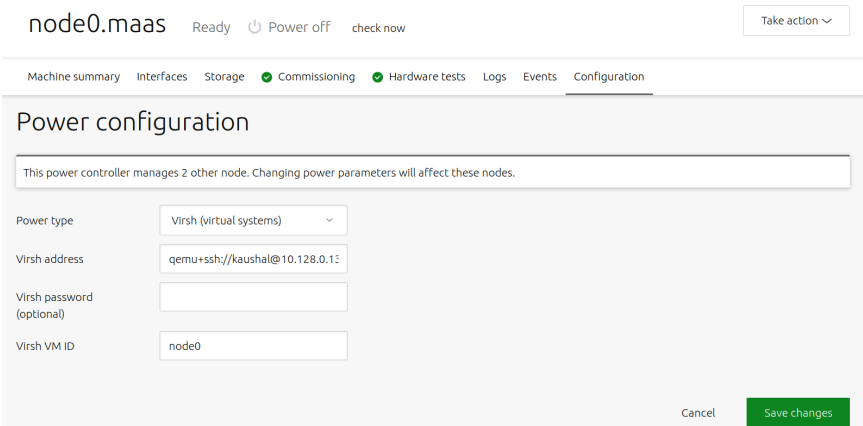 node0.maas Ready Power off check now Take action
Machine summary Interfaces Storage Commissioning Hardware tests Logs Events Configuration
Power configuration
This power controller manages 2 other node. Changing power parameters will affect these nodes.
Power type Virsh (virtual systems)
Virsh address qemu+ssh://kaushal@10.128.0.13
Virsh password
(optional)
Virsh VM ID node0
Cancel Save changes